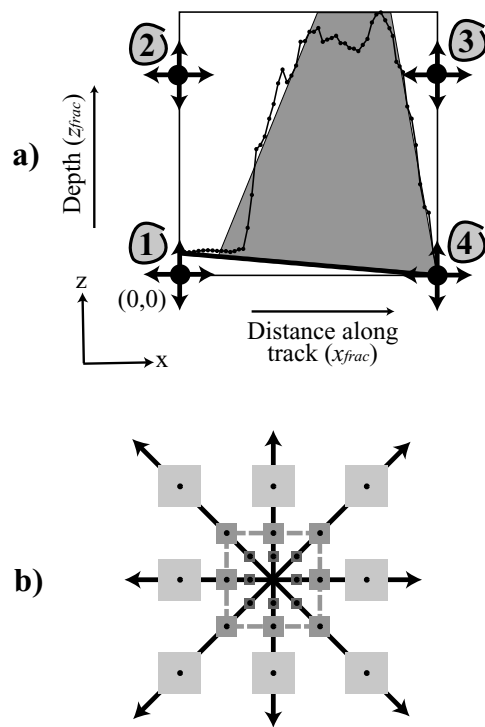 2
3
a)
Depth (zfrac)
1
4
z
(0,0)
x
Distance along
track (xfrac)
b)